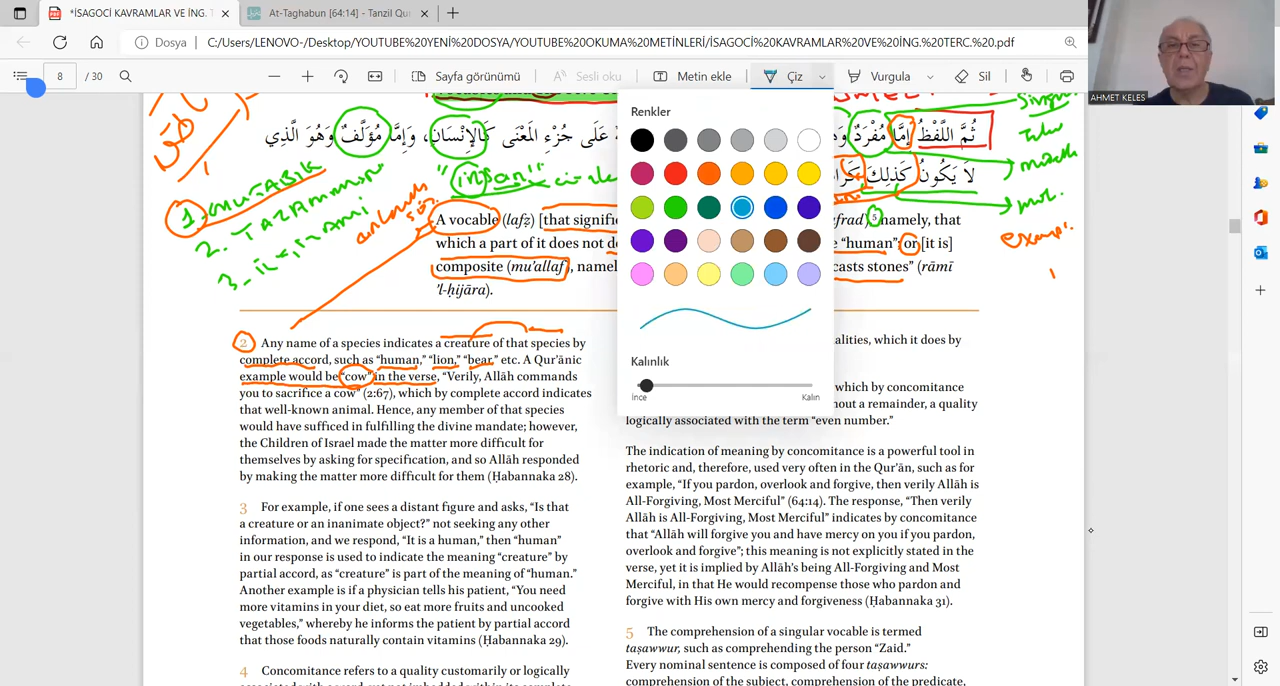 *İSAGOCİ KAVRAMLAR VE İNG. T
At-Taghabun [64:14] - Tanzil Qur
Dosya
C:/Users/LENOVO-/Desktop/YOUTUBE%20YENİ%20DOSYA/YOUTUBE%20OKUMA%20METİNLERİ/İSAGOCİ%20KAVRAMLAR%20VE%20İNG.%20TERC.%20.pdf
8 / 30
Sayfa görünümü
Sesli oku
Metin ekle
Çiz
Vurgula
Sil
AHMET KELES
Renkler
Kalınlık
İnce
Kalın
ثُمَّ اللَّفْظُ إِمَّا مُفْرَدٌ
عَلَى جُزْءِ المَعْنَى كَالإِنْسَانِ، وَإِمَّا مُؤَلَّفٌ وَهُوَ الَّذِي
لَا يَكُونُ كَذٰلِكَ
1. MUTABIK
2. TAZAMMUN
3. İLTİZAMİ
"insan"
A vocable (lafẓ) [that signifi
frad) 5 namely, that
which a part of it does not
"human"; or [it is]
composite (mu'allaf), namel
casts stones" (rāmī
'l-ḥijāra).
2 Any name of a species indicates a creature of that species by
complete accord, such as "human," "lion," "bear," etc. A Qur'ānic
example would be "cow" in the verse, "Verily, Allāh commands
you to sacrifice a cow" (2:67), which by complete accord indicates
that well-known animal. Hence, any member of that species
would have sufficed in fulfilling the divine mandate; however,
the Children of Israel made the matter more difficult for
themselves by asking for specification, and so Allāh responded
by making the matter more difficult for them (Ḥabannaka 28).
3 For example, if one sees a distant figure and asks, "Is that
a creature or an inanimate object?" not seeking any other
information, and we respond, "It is a human," then "human"
in our response is used to indicate the meaning "creature" by
partial accord, as "creature" is part of the meaning of "human."
Another example is if a physician tells his patient, "You need
more vitamins in your diet, so eat more fruits and uncooked
vegetables," whereby he informs the patient by partial accord
that those foods naturally contain vitamins (Ḥabannaka 29).
4 Concomitance refers to a quality customarily or logically
alities, which it does by
which by concomitance
hout a remainder, a quality
logically associated with the term "even number."
The indication of meaning by concomitance is a powerful tool in
rhetoric and, therefore, used very often in the Qur'ān, such as for
example, "If you pardon, overlook and forgive, then verily Allāh is
All-Forgiving, Most Merciful" (64:14). The response, "Then verily
Allāh is All-Forgiving, Most Merciful" indicates by concomitance
that "Allāh will forgive you and have mercy on you if you pardon,
overlook and forgive"; this meaning is not explicitly stated in the
verse, yet it is implied by Allāh's being All-Forgiving and Most
Merciful, in that He would recompense those who pardon and
forgive with His own mercy and forgiveness (Ḥabannaka 31).
5 The comprehension of a singular vocable is termed
taṣawwur, such as comprehending the person "Zaid."
Every nominal sentence is composed of four taṣawwurs:
comprehension of the subject, comprehension of the predicate,